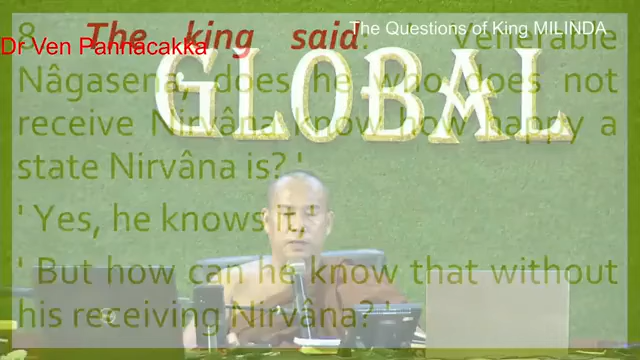 The Questions of King MILINDA
Dr Ven Pannacakka
GLOBAL
8. The king said: ' Venerable
Nâgasena, does he who does not
receive Nirvâna know how happy a
state Nirvâna is? '
' Yes, he knows it.'
' But how can he know that without
his receiving Nirvâna? '